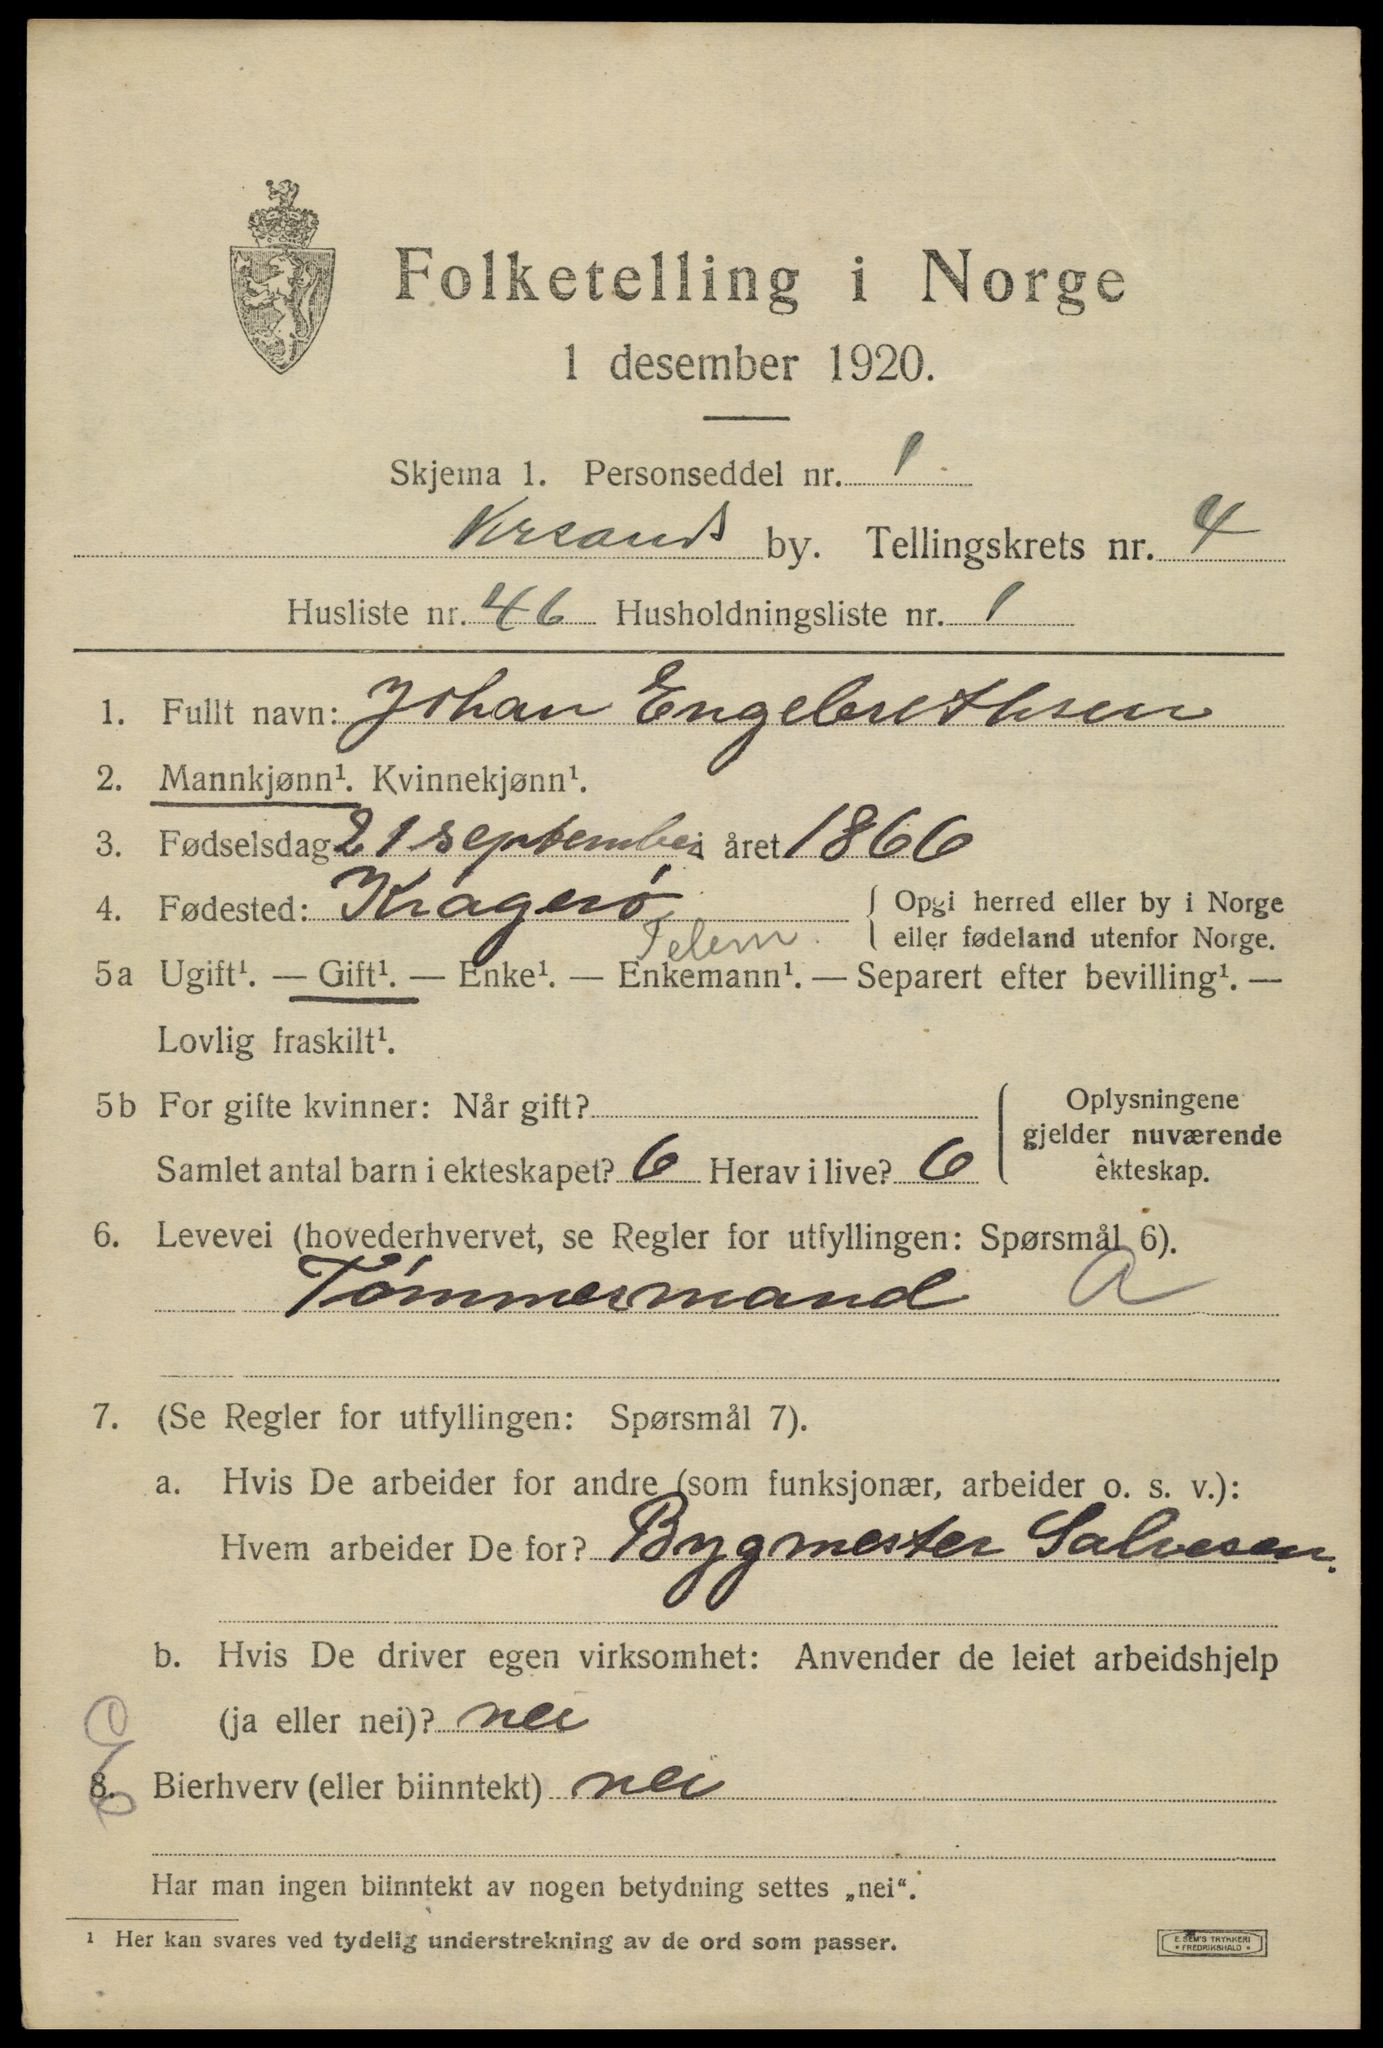 Folketelling i Norge
1 desember 1920.
Skjema 1. Personseddel nr. 1
Krsand by. Tellingskrets nr. 4
Husliste nr. 46 Husholdningsliste nr. 1
1. Fullt navn: Johan Engebrethsen
2. Mannkjønn¹. Kvinnekjønn¹.
3. Fødselsdag 21 september året 1866
4. Fødested: Kragerø { Opgi herred eller by i Norge
eller fødeland utenfor Norge.
Telem.
5a Ugift¹. — Gift¹. — Enke¹. — Enkemann¹. — Separert efter bevilling¹. —
Lovlig fraskilt¹.
5b For gifte kvinner: Når gift?
Samlet antal barn i ekteskapet? 6 Herav i live? 6
Oplysningene
gjelder nuværende
ekteskap.
6. Levevei (hovederhvervet, se Regler for utfyllingen: Spørsmål 6).
Tømmermand a
7. (Se Regler for utfyllingen: Spørsmål 7).
a. Hvis De arbeider for andre (som funksjonær, arbeider o. s. v.):
Hvem arbeider De for? Bygmester Salvesen.
b. Hvis De driver egen virksomhet: Anvender de leiet arbeidshjelp
(ja eller nei)? nei
8. Bierhverv (eller biinntekt) nei
Har man ingen biinntekt av nogen betydning settes „nei“.
¹ Her kan svares ved tydelig understrekning av de ord som passer.
E. SEM'S TRYKKERI
* FREDRIKSHALD *